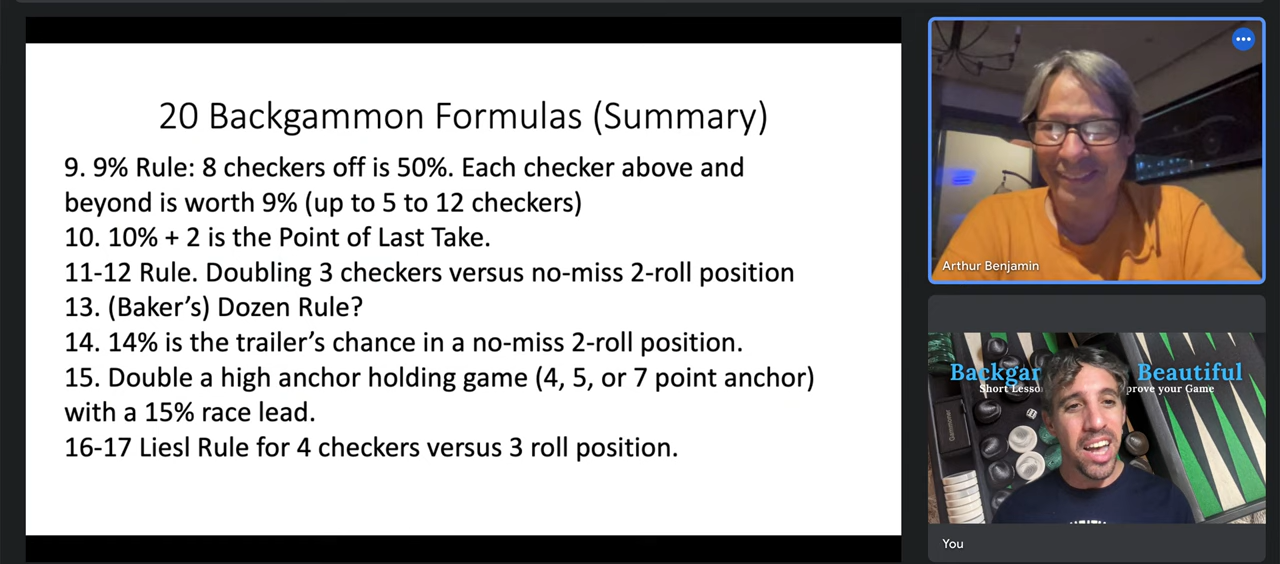 20 Backgammon Formulas (Summary)
9. 9% Rule: 8 checkers off is 50%. Each checker above and
beyond is worth 9% (up to 5 to 12 checkers)
10. 10% + 2 is the Point of Last Take.
11-12 Rule. Doubling 3 checkers versus no-miss 2-roll position
13. (Baker's) Dozen Rule?
14. 14% is the trailer's chance in a no-miss 2-roll position.
15. Double a high anchor holding game (4, 5, or 7 point anchor)
with a 15% race lead.
16-17 Liesl Rule for 4 checkers versus 3 roll position.
Arthur Benjamin
Backgar Beautiful
Short Lesso prove your Game
You